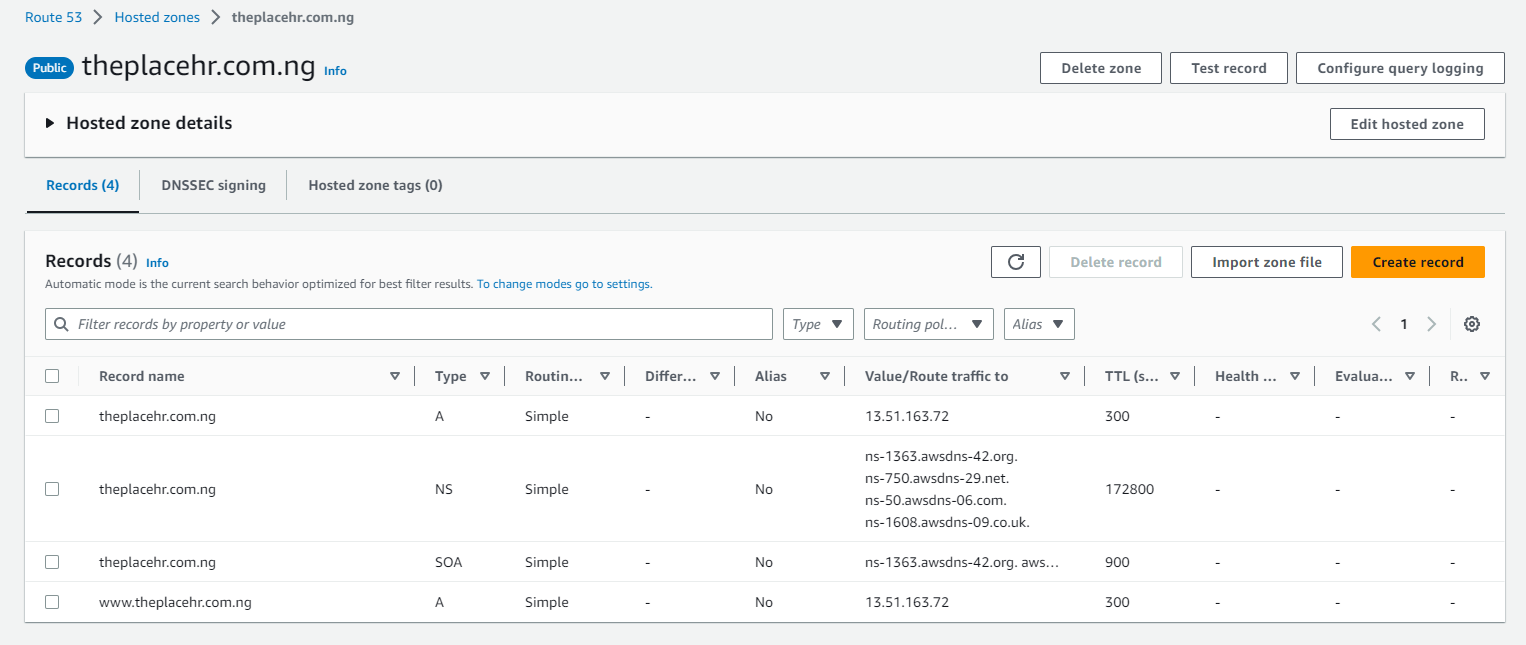 Route 53 > Hosted zones > theplacehr.com.ng
Public theplacehr.com.ng Info
Delete zone Test record Configure query logging
Hosted zone details
Edit hosted zone
Records (4) DNSSEC signing Hosted zone tags (0)
Records (4) Info
Delete record Import zone file Create record
Automatic mode is the current search behavior optimized for best filter results. To change modes go to settings.
Filter records by property or value Type Routing pol... Alias 1
Record name Type Routin... Differ... Alias Value/Route traffic to TTL (s... Health ... Evalua... R..
theplacehr.com.ng A Simple - No 13.51.163.72 300 - - -
theplacehr.com.ng NS Simple - No ns-1363.awsdns-42.org.
ns-750.awsdns-29.net.
ns-50.awsdns-06.com.
ns-1608.awsdns-09.co.uk. 172800 - - -
theplacehr.com.ng SOA Simple - No ns-1363.awsdns-42.org. aws... 900 - - -
www.theplacehr.com.ng A Simple - No 13.51.163.72 300 - - -